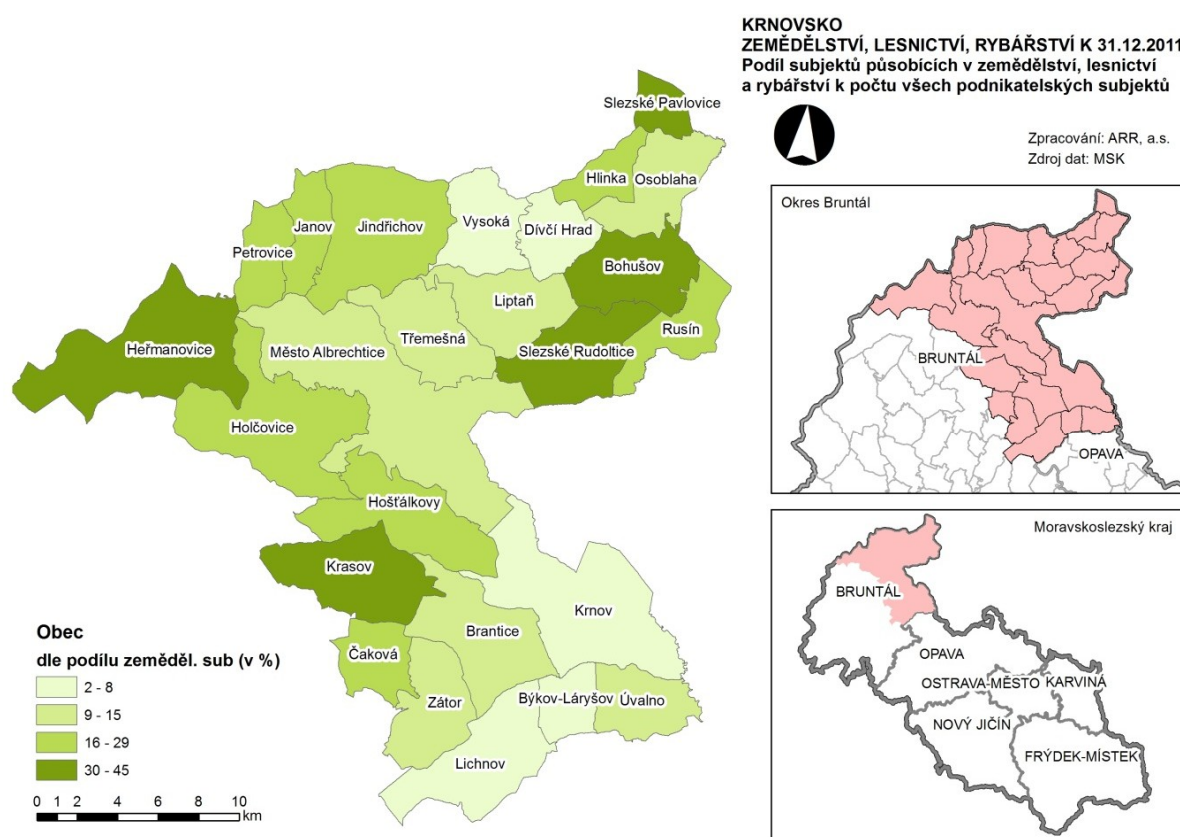 KRNOVSKO
ZEMĚDĚLSTVÍ, LESNICTVÍ, RYBÁŘSTVÍ K 31.12.2011
Podíl subjektů působících v zemědělství, lesnictví
a rybářství k počtu všech podnikatelských subjektů
Zpracování: ARR, a.s.
Zdroj dat: MSK
Slezské Pavlovice
Hlinka
Osoblaha
Vysoká
Dívčí Hrad
Petrovice
Janov
Jindřichov
Bohušov
Liptaň
Rusín
Heřmanovice
Město Albrechtice
Třemešná
Slezské Rudoltice
Holčovice
Hošťálkovy
Krasov
Krnov
Brantice
Čaková
Zátor
Býkov-Láryšov
Úvalno
Lichnov
Obec
dle podílu zeměděl. sub (v %)
2 - 8
9 - 15
16 - 29
30 - 45
0 1 2 4 6 8 10
km
Okres Bruntál
BRUNTÁL
OPAVA
Moravskoslezský kraj
BRUNTÁL
OPAVA
OSTRAVA-MĚSTO
KARVINÁ
NOVÝ JIČÍN
FRÝDEK-MÍSTEK